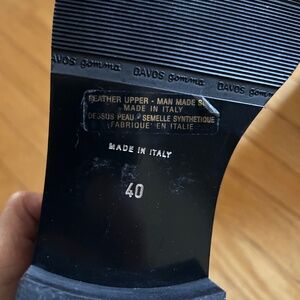 DAVOS gomma DAVOS gomma DAVOS gomma
LEATHER UPPER - MAN MADE
MADE IN ITALY
DESSUS PEAU - SEMELLE SYNTHETIQUE
FABRIQUE' EN ITALIE
MADE IN ITALY
40